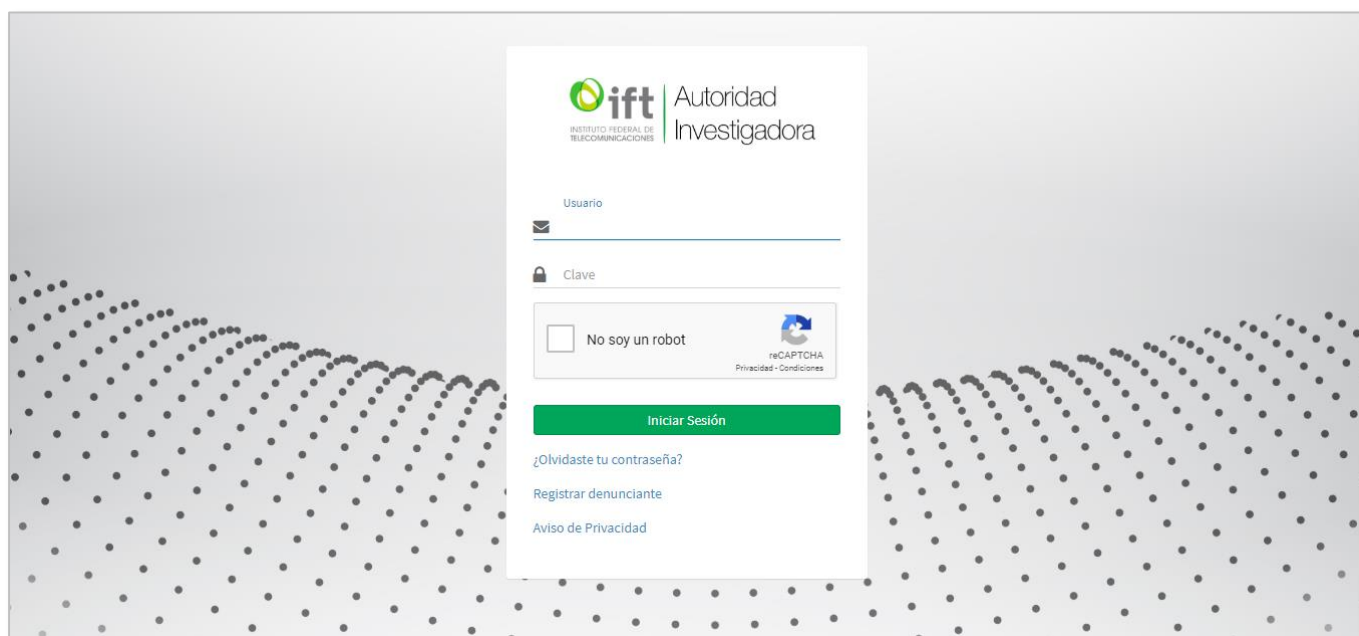 ift
INSTITUTO FEDERAL DE
TELECOMUNICACIONES
Autoridad
Investigadora
Usuario
Clave
No soy un robot
reCAPTCHA
Privacidad - Condiciones
Iniciar Sesión
¿Olvidaste tu contraseña?
Registrar denunciante
Aviso de Privacidad